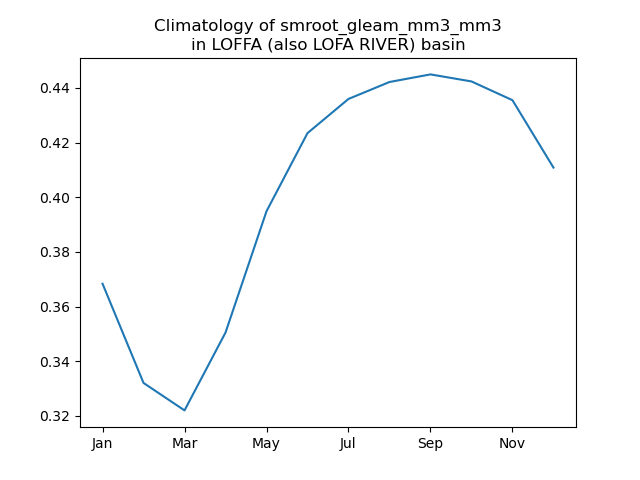 Climatology of smroot_gleam_mm3_mm3
in LOFFA (also LOFA RIVER) basin
0.44
0.42
0.40
0.38
0.36
0.34
0.32
Jan Mar May Jul Sep Nov